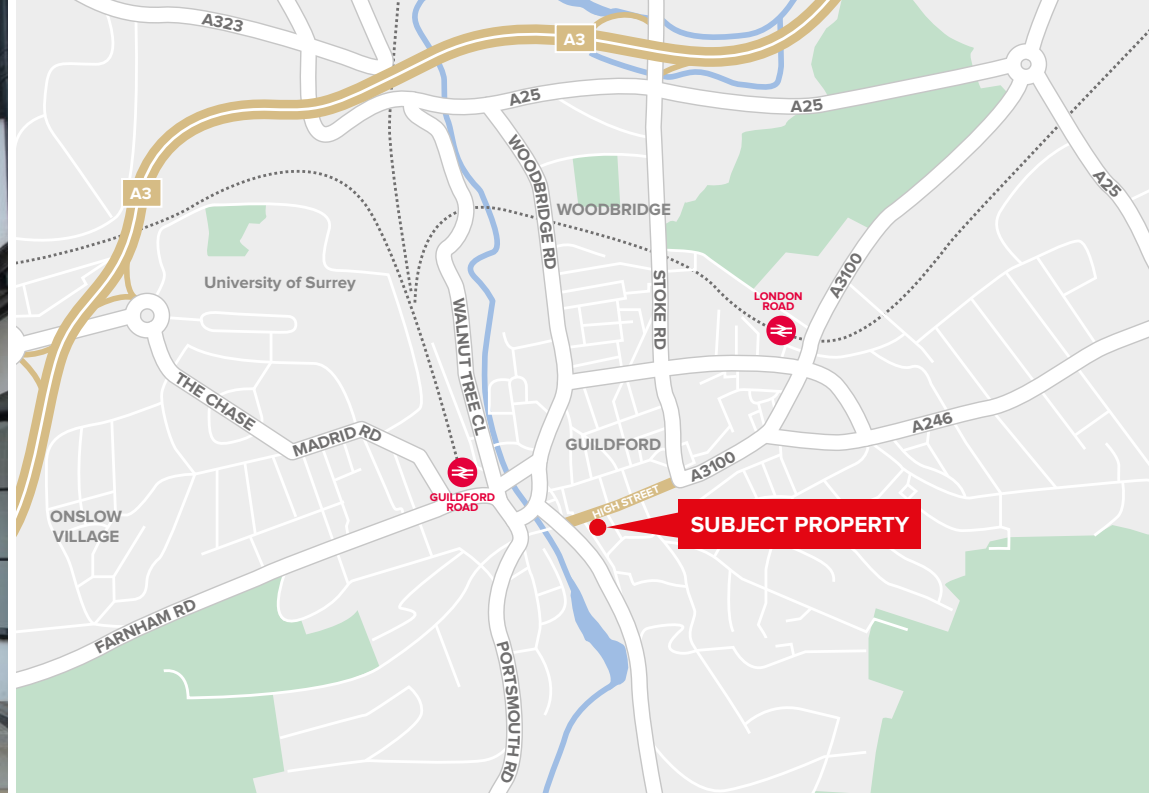 A323
A3
A25
A25
A3
WOODBRIDGE RD
WOODBRIDGE
A25
University of Surrey
STOKE RD
A3100
LONDON
ROAD
WALNUT TREE CL
THE CHASE
MADRID RD
GUILDFORD
A246
A3100
GUILDFORD
ROAD
HIGH STREET
SUBJECT PROPERTY
ONSLOW
VILLAGE
FARNHAM RD
PORTSMOUTH RD